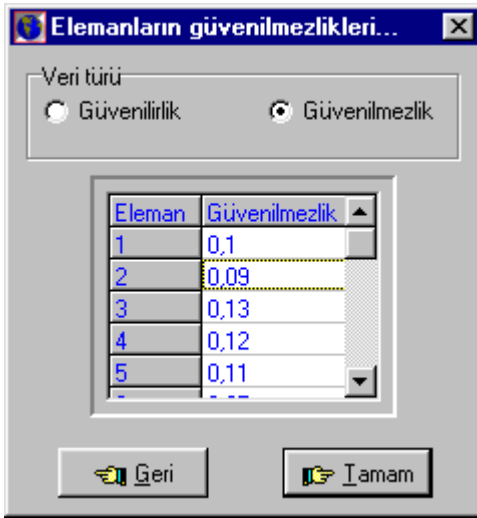 Elemanların güvenilmezlikleri...
Veri türü
Güvenilirlik Güvenilmezlik
Eleman Güvenilmezlik
1 0,1
2 0,09
3 0,13
4 0,12
5 0,11
Geri Tamam